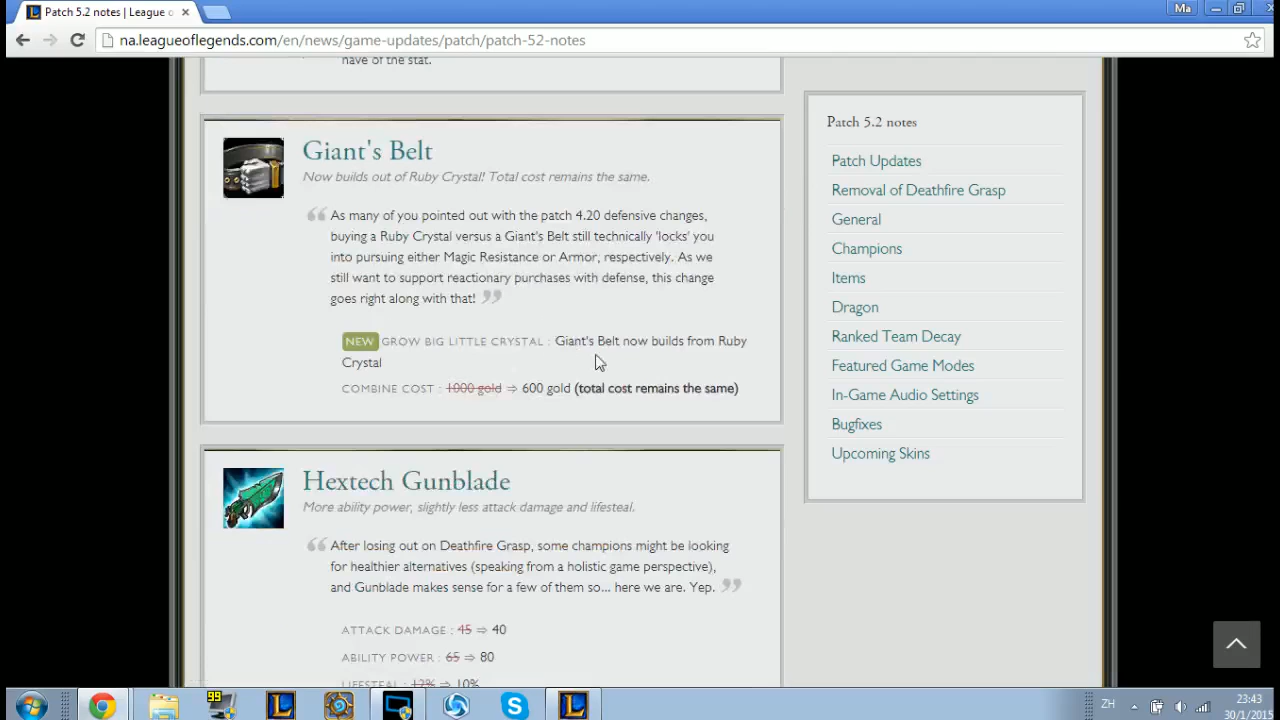 Patch 5.2 notes | League o
Ma
na.leagueoflegends.com/en/news/game-updates/patch/patch-52-notes
have of the stat.
Giant's Belt
Now builds out of Ruby Crystal! Total cost remains the same.
As many of you pointed out with the patch 4.20 defensive changes,
buying a Ruby Crystal versus a Giant's Belt still technically 'locks' you
into pursuing either Magic Resistance or Armor, respectively. As we
still want to support reactionary purchases with defense, this change
goes right along with that!
NEW GROW BIG LITTLE CRYSTAL : Giant's Belt now builds from Ruby
Crystal
COMBINE COST : 1000 gold ⇒ 600 gold (total cost remains the same)
Hextech Gunblade
More ability power, slightly less attack damage and lifesteal.
After losing out on Deathfire Grasp, some champions might be looking
for healthier alternatives (speaking from a holistic game perspective),
and Gunblade makes sense for a few of them so... here we are. Yep.
ATTACK DAMAGE : 45 ⇒ 40
ABILITY POWER : 65 ⇒ 80
LIFESTEAL : 12% ⇒ 10%
Patch 5.2 notes
Patch Updates
Removal of Deathfire Grasp
General
Champions
Items
Dragon
Ranked Team Decay
Featured Game Modes
In-Game Audio Settings
Bugfixes
Upcoming Skins
99
ZH
23:43
30/1/2015